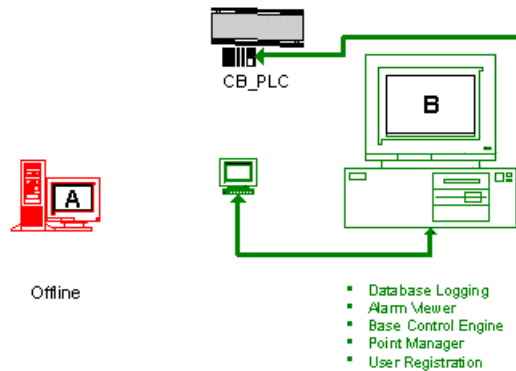 CB_PLC
B
A
Offline
Database Logging
Alarm Viewer
Base Control Engine
Point Manager
User Registration